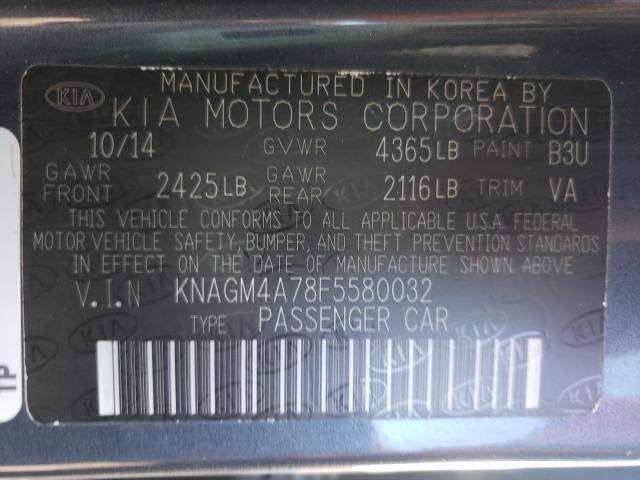 MANUFACTURED IN KOREA BY
KIA KIA MOTORS CORPORATION
10/14 GVWR 4365LB PAINT B3U
GAWR FRONT 2425LB GAWR REAR 2116LB TRIM VA
THIS VEHICLE CONFORMS TO ALL APPLICABLE U.S.A. FEDERAL
MOTOR VEHICLE SAFETY, BUMPER, AND THEFT PREVENTION STANDARDS
IN EFFECT ON THE DATE OF MANUFACTURE SHOWN ABOVE
V.I.N KNAGM4A78F5580032
TYPE PASSENGER CAR